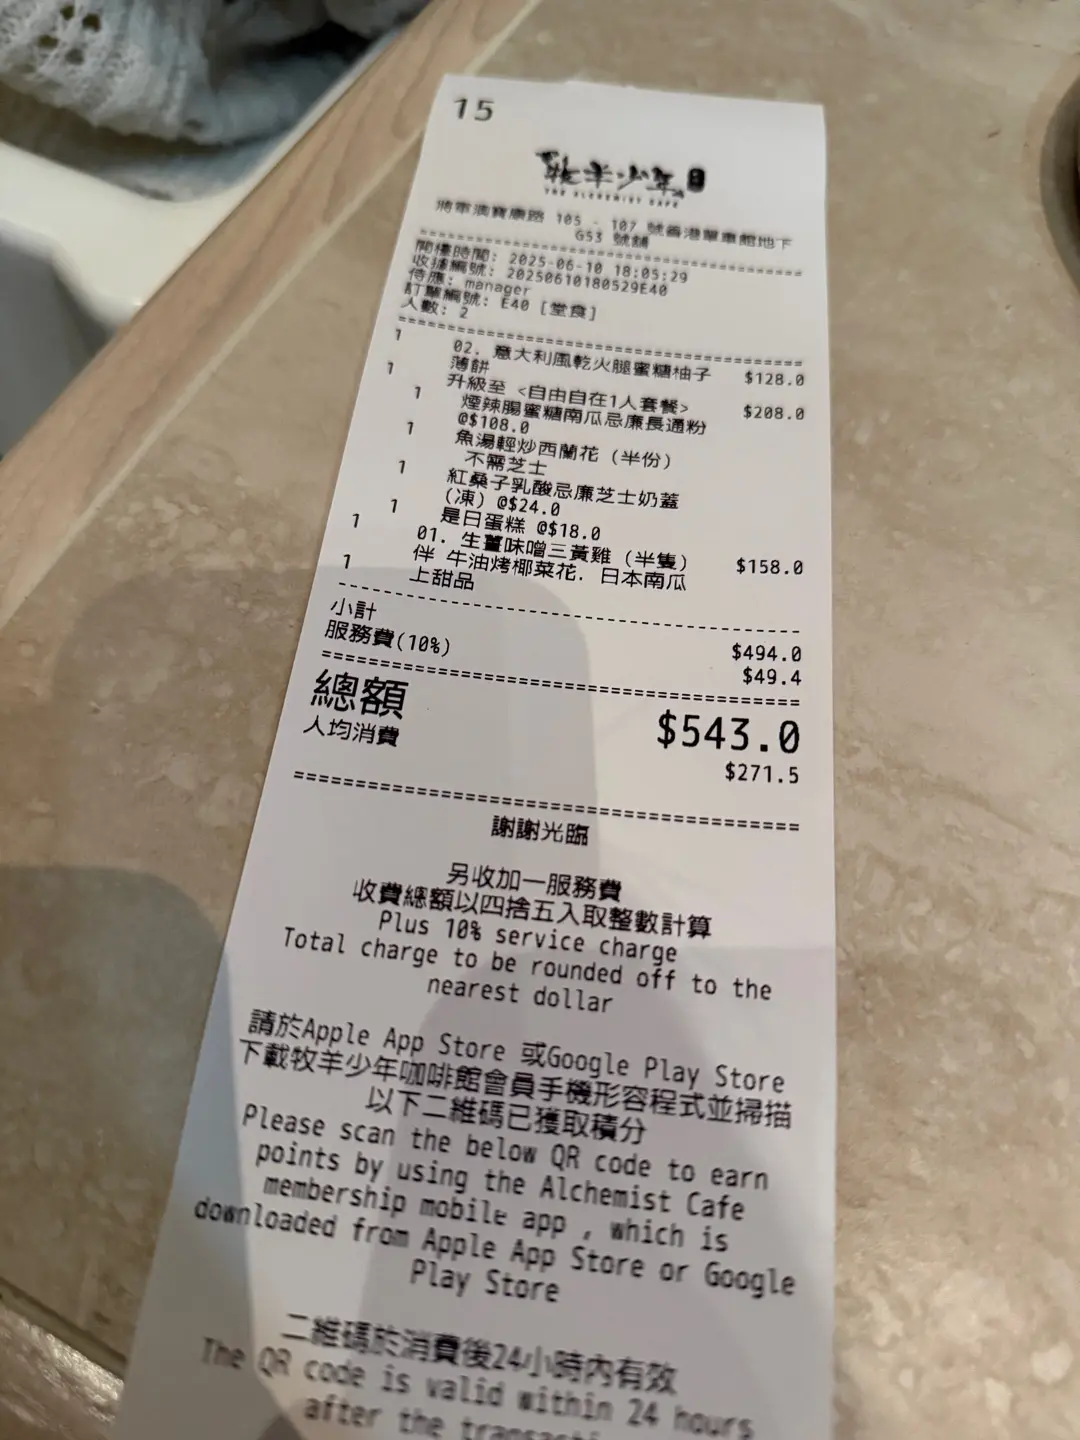 15
牧羊少年
THE ALCHEMIST CAFE
將軍澳寶康路 105 - 107 號香港單車館地下
G53 號舖
開檯時間: 2025-06-10 18:05:29
收據編號: 20250610180529E40
侍應: manager
訂單編號: E40 [堂食]
人數: 2
1 02. 意大利風乾火腿蜜糖柚子 $128.0
薄餅
1 升級至 <自由自在1人套餐> $208.0
1 煙辣腸蜜糖南瓜忌廉長通粉
@$108.0
1 魚湯輕炒西蘭花 (半份)
不需芝士
1 紅桑子乳酸忌廉芝士奶蓋
(凍) @$24.0
1 是日蛋糕 @$18.0
1 01. 生薑味噌三黃雞 (半隻) $158.0
伴 牛油烤椰菜花. 日本南瓜
1 上甜品
小計 $494.0
服務費(10%) $49.4
總額 $543.0
人均消費 $271.5
謝謝光臨
另收加一服務費
收費總額以四捨五入取整數計算
Plus 10% service charge
Total charge to be rounded off to the
nearest dollar
請於Apple App Store 或Google Play Store
下載牧羊少年咖啡館會員手機形容程式並掃描
以下二維碼已獲取積分
Please scan the below QR code to earn
points by using the Alchemist Cafe
membership mobile app , which is
downloaded from Apple App Store or Google
Play Store
二維碼於消費後24小時內有效
The QR code is valid within 24 hours
after the